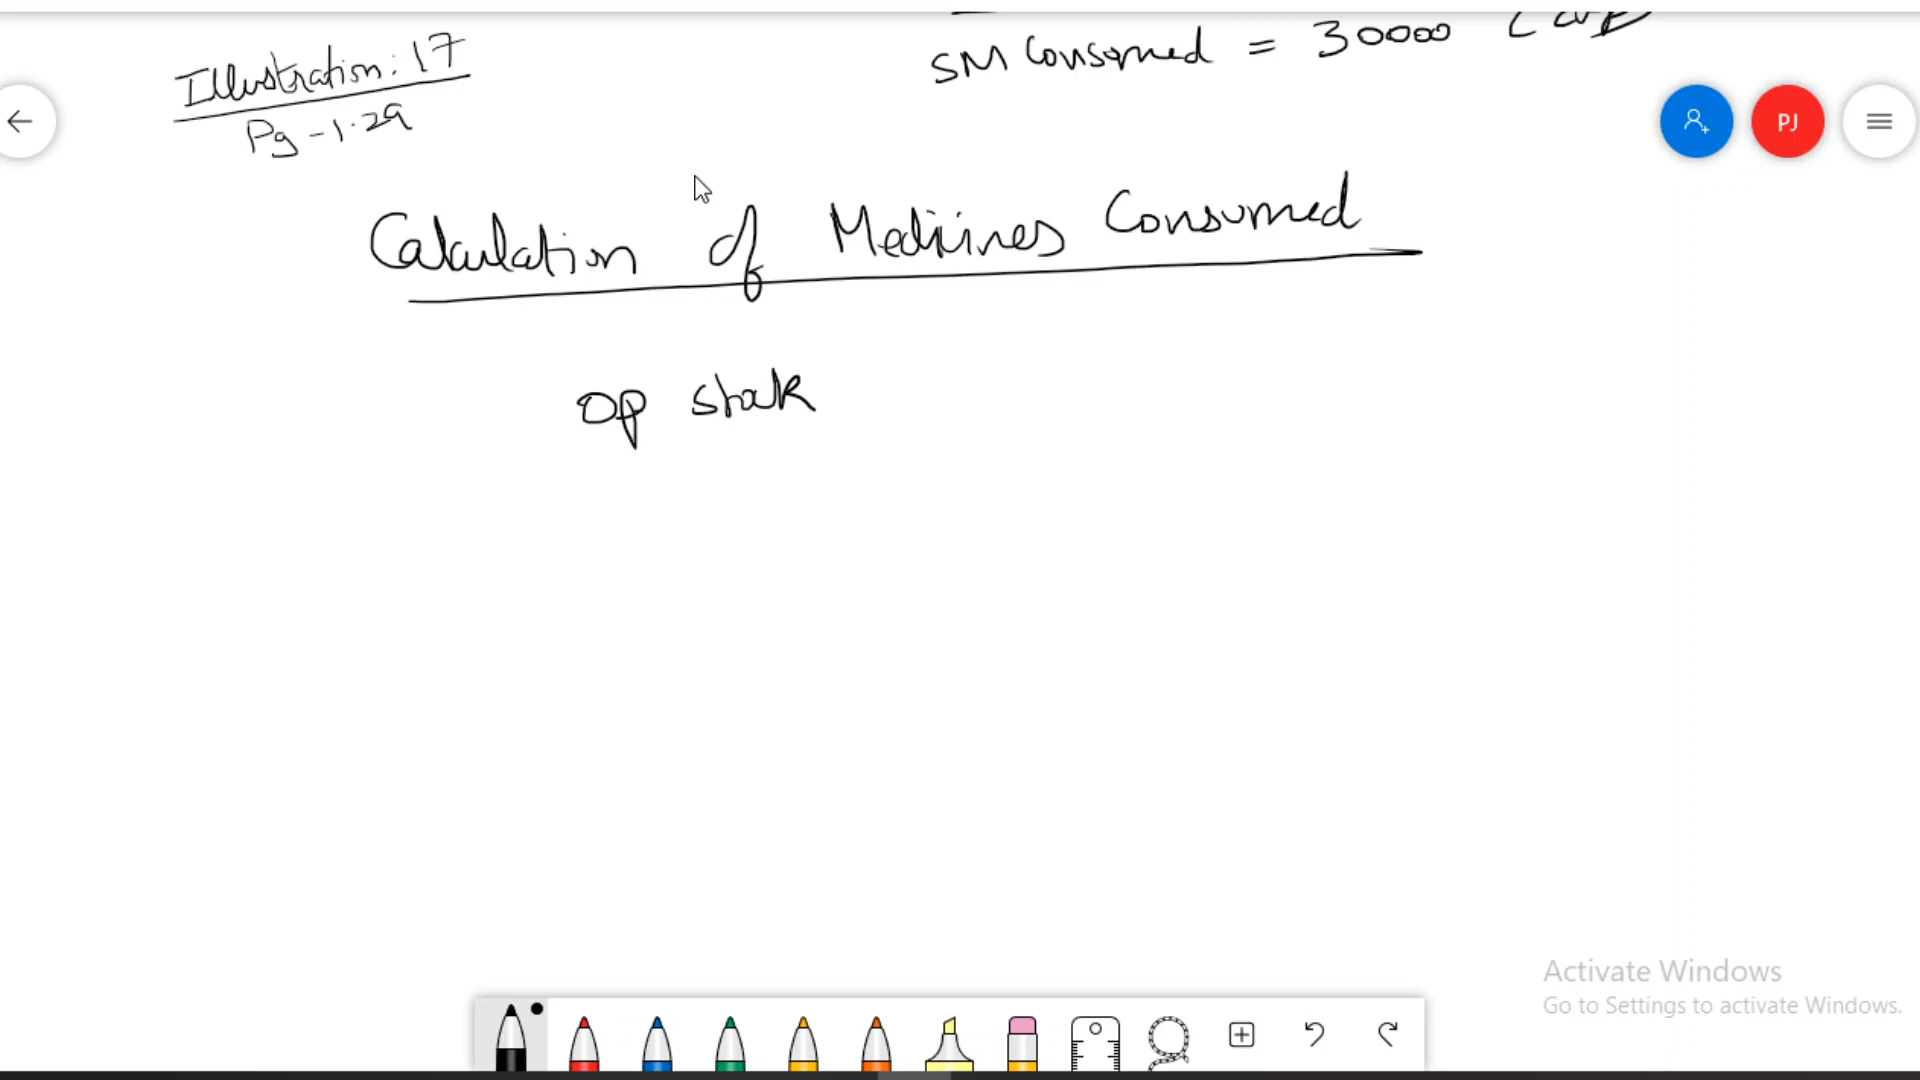 SM Consomed = 30000
Illustration: 17
Pg - 1.29
PJ
Calculation of Medicines Consumed
op stock
Activate Windows
Go to Settings to activate Windows.